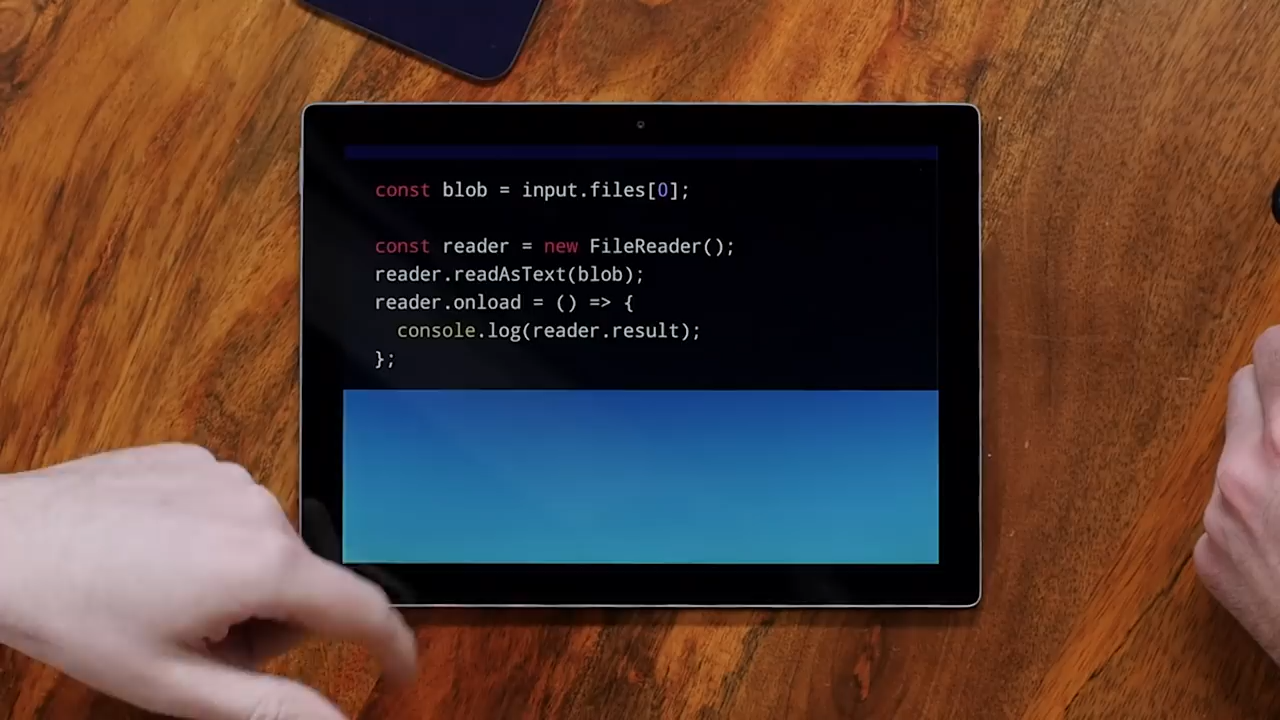 const blob = input.files[0];
const reader = new FileReader();
reader.readAsText(blob);
reader.onload = () => {
  console.log(reader.result);
};